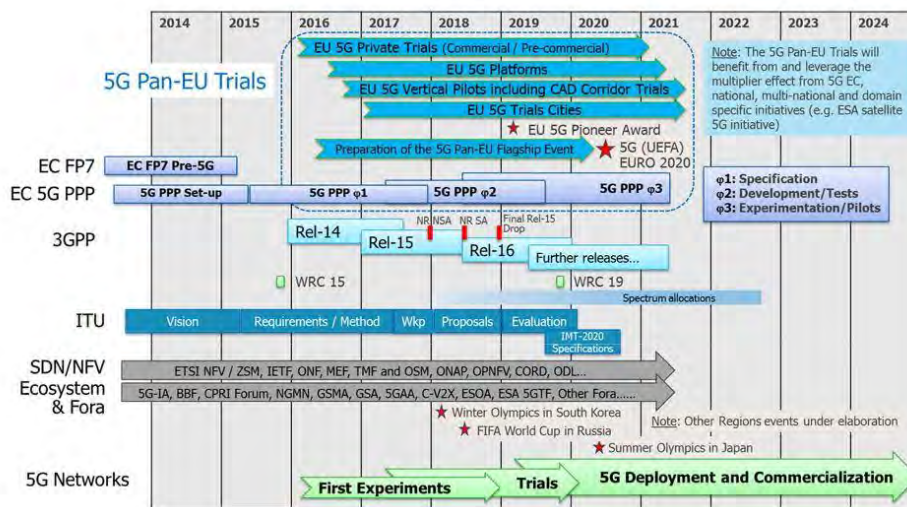 2014 2015 2016 2017 2018 2019 2020 2021 2022 2023 2024
5G Pan-EU Trials
EU 5G Private Trials (Commercial / Pre-commercial)
EU 5G Platforms
EU 5G Vertical Pilots including CAD Corridor Trials
EU 5G Trials Cities
EU 5G Pioneer Award
Preparation of the 5G Pan-EU Flagship Event
5G (UEFA)
EURO 2020
Note: The 5G Pan-EU Trials will
benefit from and leverage the
multiplier effect from 5G EC,
national, multi-national and domain
specific initiatives (e.g. ESA satellite
5G initiative)
EC FP7
EC FP7 Pre-5G
EC 5G PPP
5G PPP Set-up
5G PPP φ1
5G PPP φ2
5G PPP φ3
φ1: Specification
φ2: Development/Tests
φ3: Experimentation/Pilots
3GPP
Rel-14
Rel-15
Rel-16
NR NSA
NR SA
Final Rel-15
Drop
Further releases...
WRC 15
WRC 19
Spectrum allocations
ITU
Vision
Requirements / Method
Wkp
Proposals
Evaluation
IMT-2020
Specifications
SDN/NFV
ETSI NFV / ZSM, IETF, ONF, MEF, TMF and OSM, ONAP, OPNFV, CORD, ODL...
Ecosystem
& Fora
5G-IA, BBF, CPRI Forum, NGMN, GSMA, GSA, 5GAA, C-V2X, ESOA, ESA 5GTF, Other Fora......
Winter Olympics in South Korea
FIFA World Cup in Russia
Note: Other Regions events under elaboration
Summer Olympics in Japan
5G Networks
First Experiments
Trials
5G Deployment and Commercialization